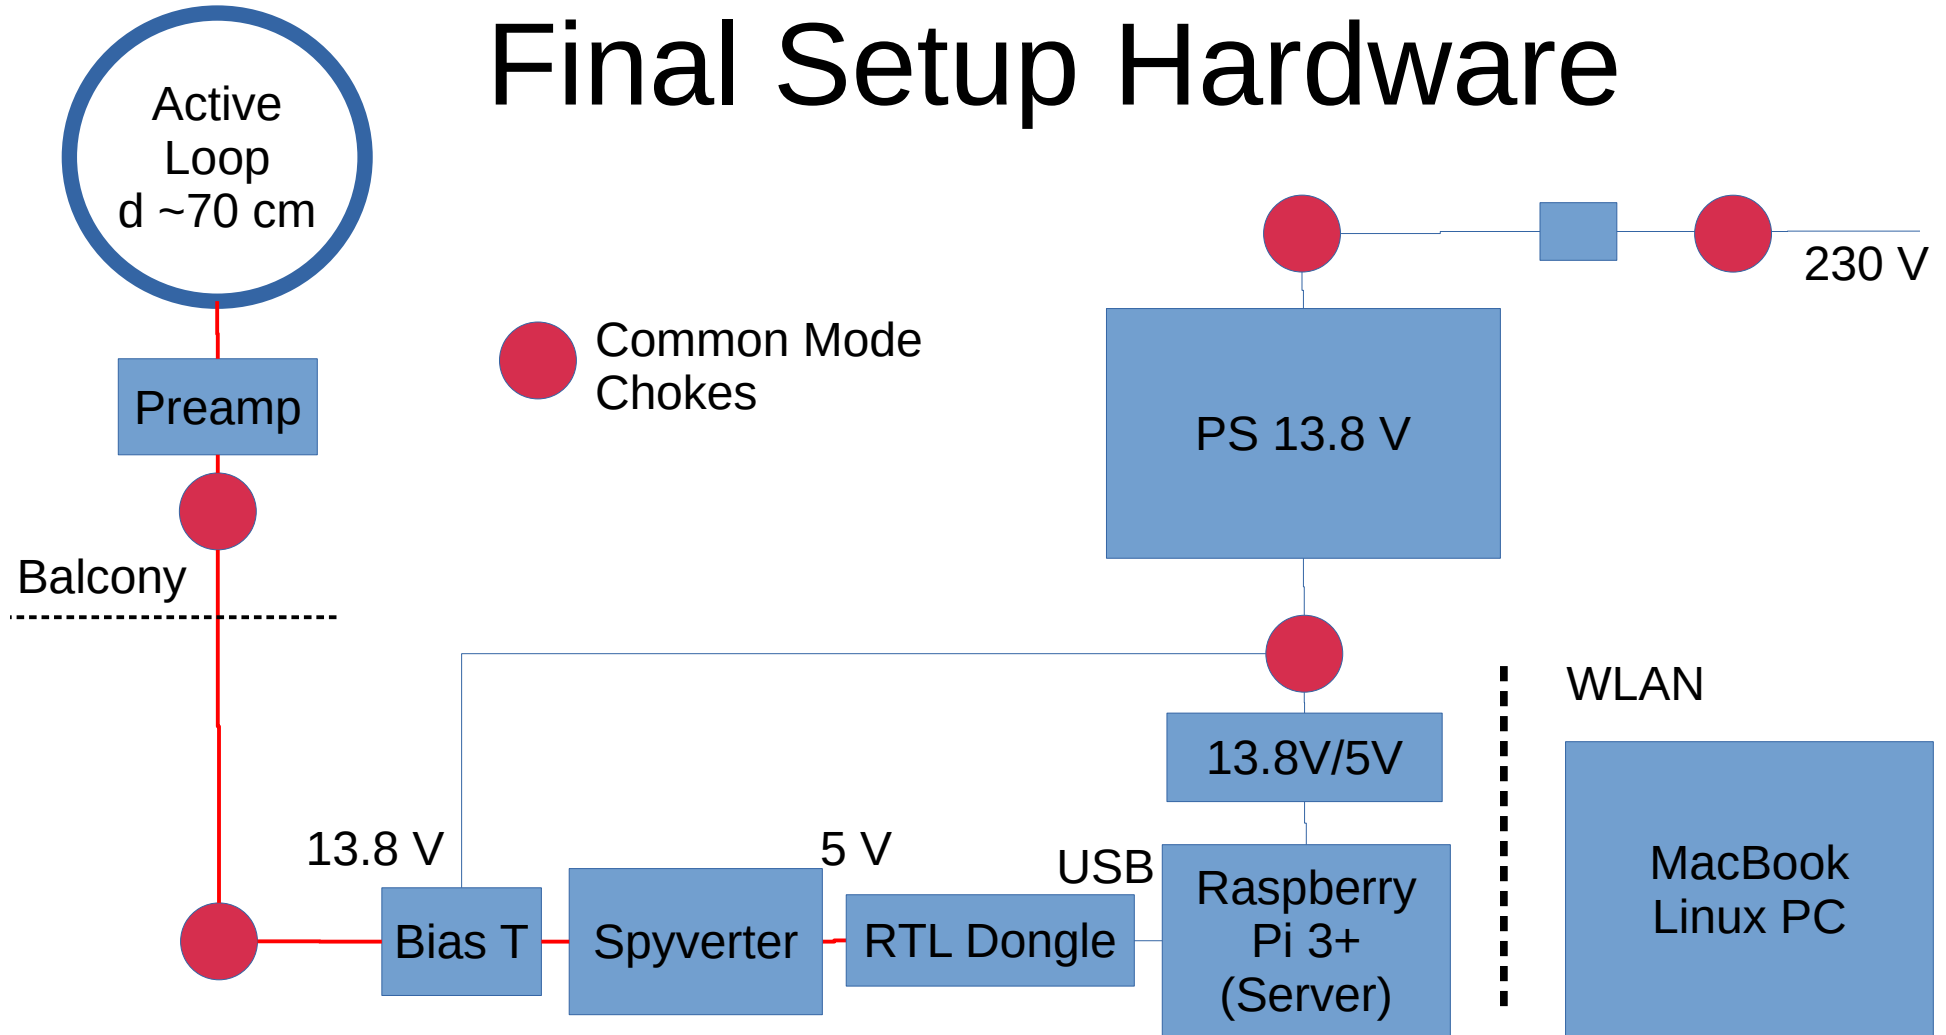 Final Setup Hardware
Active
Loop
d ~70 cm
230 V
Common Mode
Chokes
Preamp
PS 13.8 V
Balcony
WLAN
13.8V/5V
13.8 V
5 V
USB
Bias T
Spyverter
RTL Dongle
Raspberry
Pi 3+
(Server)
MacBook
Linux PC